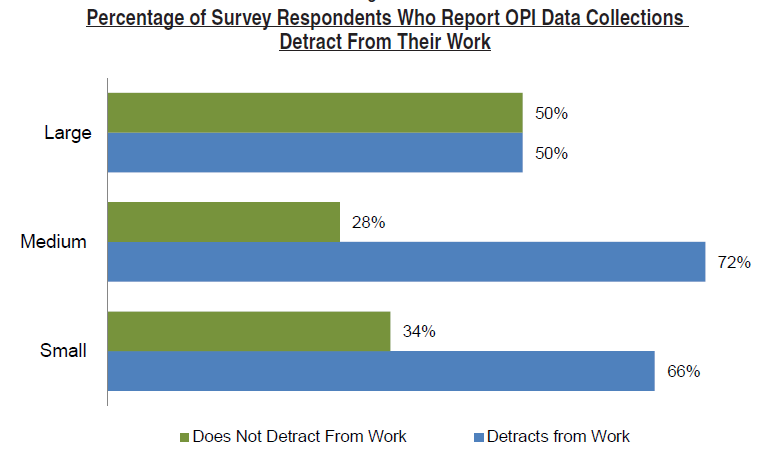 Percentage of Survey Respondents Who Report OPI Data Collections
Detract From Their Work
Large
50%
50%
Medium
28%
72%
Small
34%
66%
Does Not Detract From Work
Detracts from Work